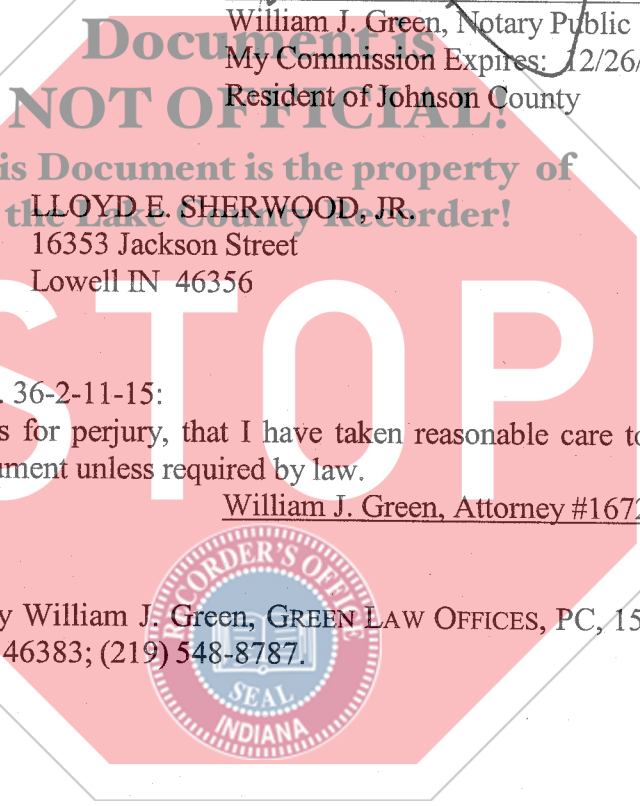 William J. Green, Notary Public
My Commission Expires: 12/26/
Resident of Johnson County
Document is
NOT OFFICIAL!
is Document is the property of
the Lake County Recorder!
LLOYD E. SHERWOOD, JR.
16353 Jackson Street
Lowell IN 46356
STOP
. 36-2-11-15:
s for perjury, that I have taken reasonable care to
ument unless required by law.
William J. Green, Attorney #1672
RECORDER'S OFFICE
SEAL
INDIANA
y William J. Green, GREEN LAW OFFICES, PC, 15
46383; (219) 548-8787.